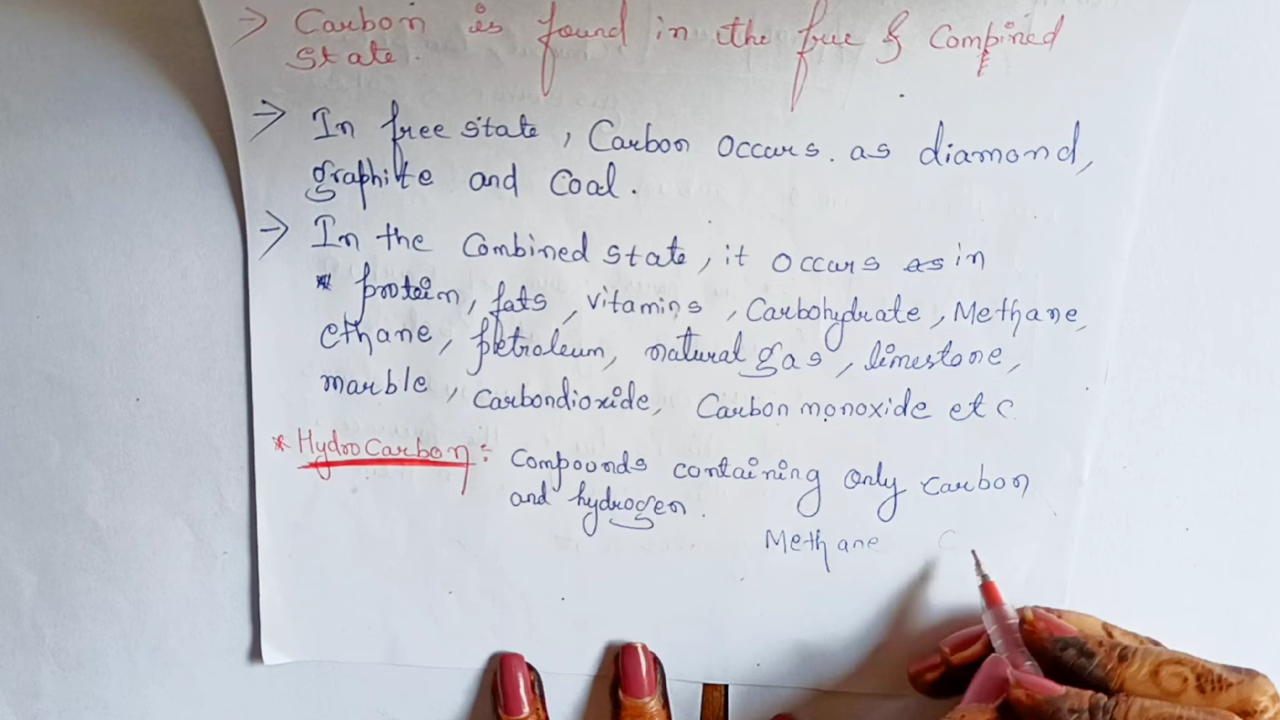 → Carbon is found in the free & Combined
State.
→ In free state, Carbon occurs. as diamond,
graphite and Coal.
→ In the Combined state, it occurs as in
* protein, fats, vitamins, Carbohydrate, Methane,
ethane, petroleum, natural gas, limestone,
marble, Carbondioxide, Carbon monoxide etc
* HydroCarbon: Compounds containing only carbon
and hydrogen.
Methane C